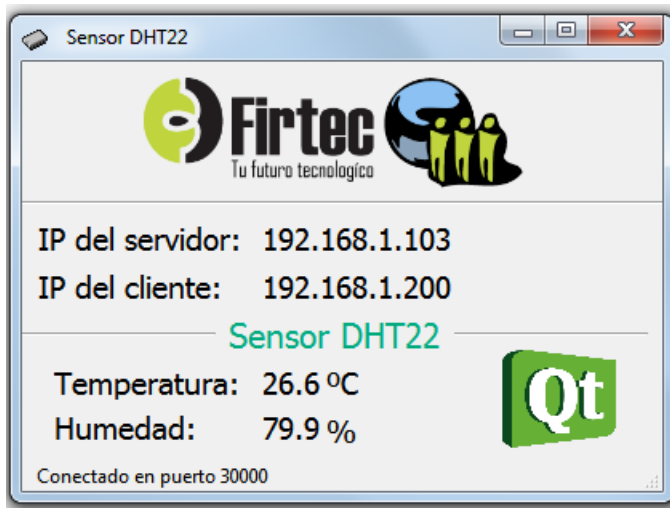 Sensor DHT22
Firtec
Tu futuro tecnologíco
IP del servidor: 192.168.1.103
IP del cliente: 192.168.1.200
Sensor DHT22
Temperatura: 26.6 ºC
Humedad: 79.9 %
Qt
Conectado en puerto 30000